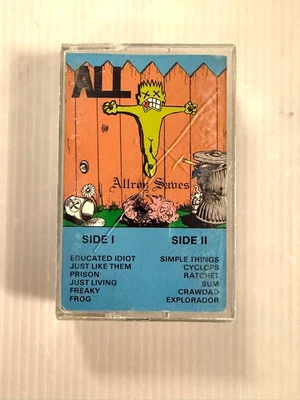 ALL
Allroy Saves
SIDE I
EDUCATED IDIOT
JUST LIKE THEM
PRISON
JUST LIVING
FREAKY
FROG
SIDE II
SIMPLE THINGS
CYCLOPS
RATCHET
SUM
CRAWDAD
EXPLORADOR